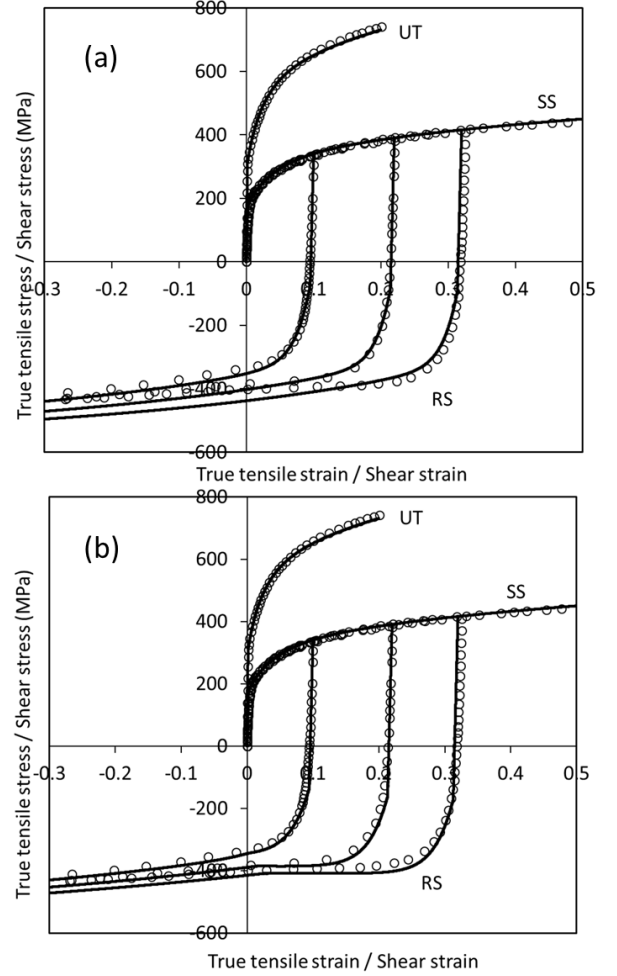 800
(a)
UT
600
SS
400
200
0
-0.3 -0.2 -0.1 0 0.1 0.2 0.3 0.4 0.5
-200
-400
RS
-600
True tensile stress / Shear stress (MPa)
True tensile strain / Shear strain
800
(b)
UT
600
SS
400
200
0
-0.3 -0.2 -0.1 0 0.1 0.2 0.3 0.4 0.5
-200
-400
RS
-600
True tensile stress / Shear stress (MPa)
True tensile strain / Shear strain